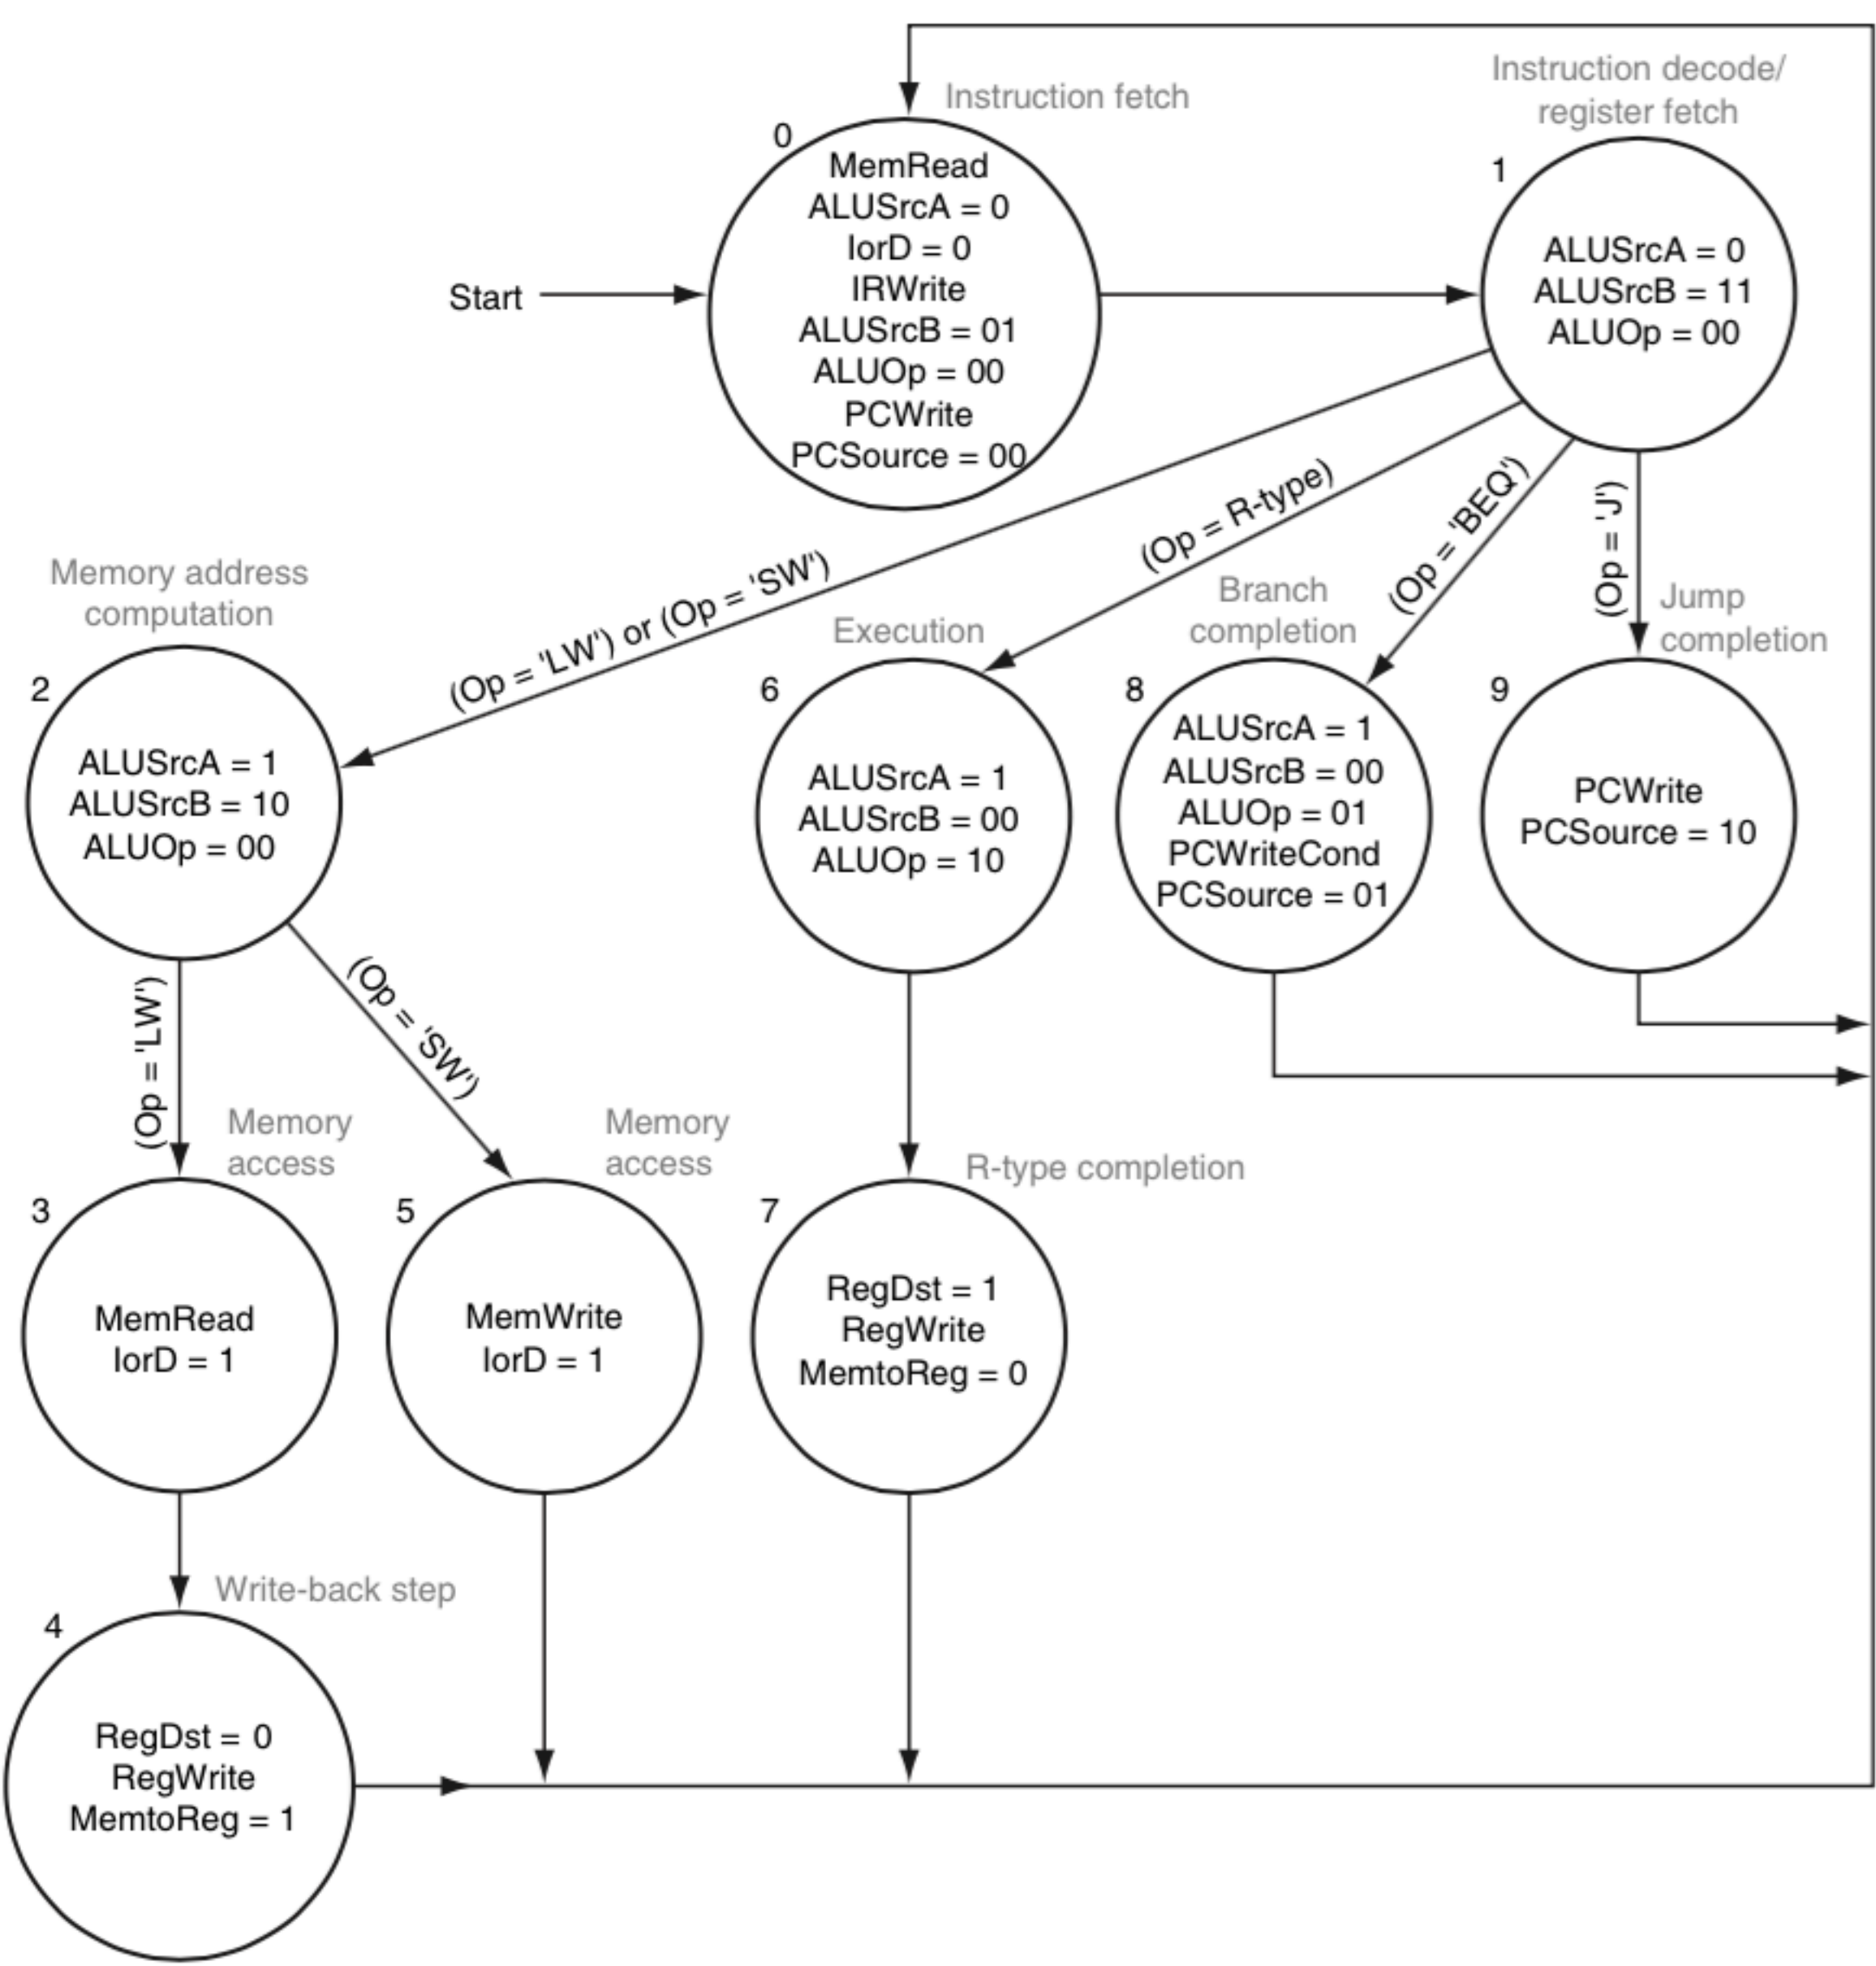 Instruction fetch
Instruction decode/
register fetch
0
MemRead
ALUSrcA = 0
IorD = 0
IRWrite
ALUSrcB = 01
ALUOp = 00
PCWrite
PCSource = 00
1
ALUSrcA = 0
ALUSrcB = 11
ALUOp = 00
Start
(Op = 'LW') or (Op = 'SW')
(Op = R-type)
(Op = 'BEQ')
(Op = 'J')
Memory address
computation
2
ALUSrcA = 1
ALUSrcB = 10
ALUOp = 00
Execution
6
ALUSrcA = 1
ALUSrcB = 00
ALUOp = 10
Branch
completion
8
ALUSrcA = 1
ALUSrcB = 00
ALUOp = 01
PCWriteCond
PCSource = 01
Jump
completion
9
PCWrite
PCSource = 10
(Op = 'LW')
(Op = 'SW')
Memory
access
3
MemRead
IorD = 1
Memory
access
5
MemWrite
IorD = 1
R-type completion
7
RegDst = 1
RegWrite
MemtoReg = 0
Write-back step
4
RegDst = 0
RegWrite
MemtoReg = 1